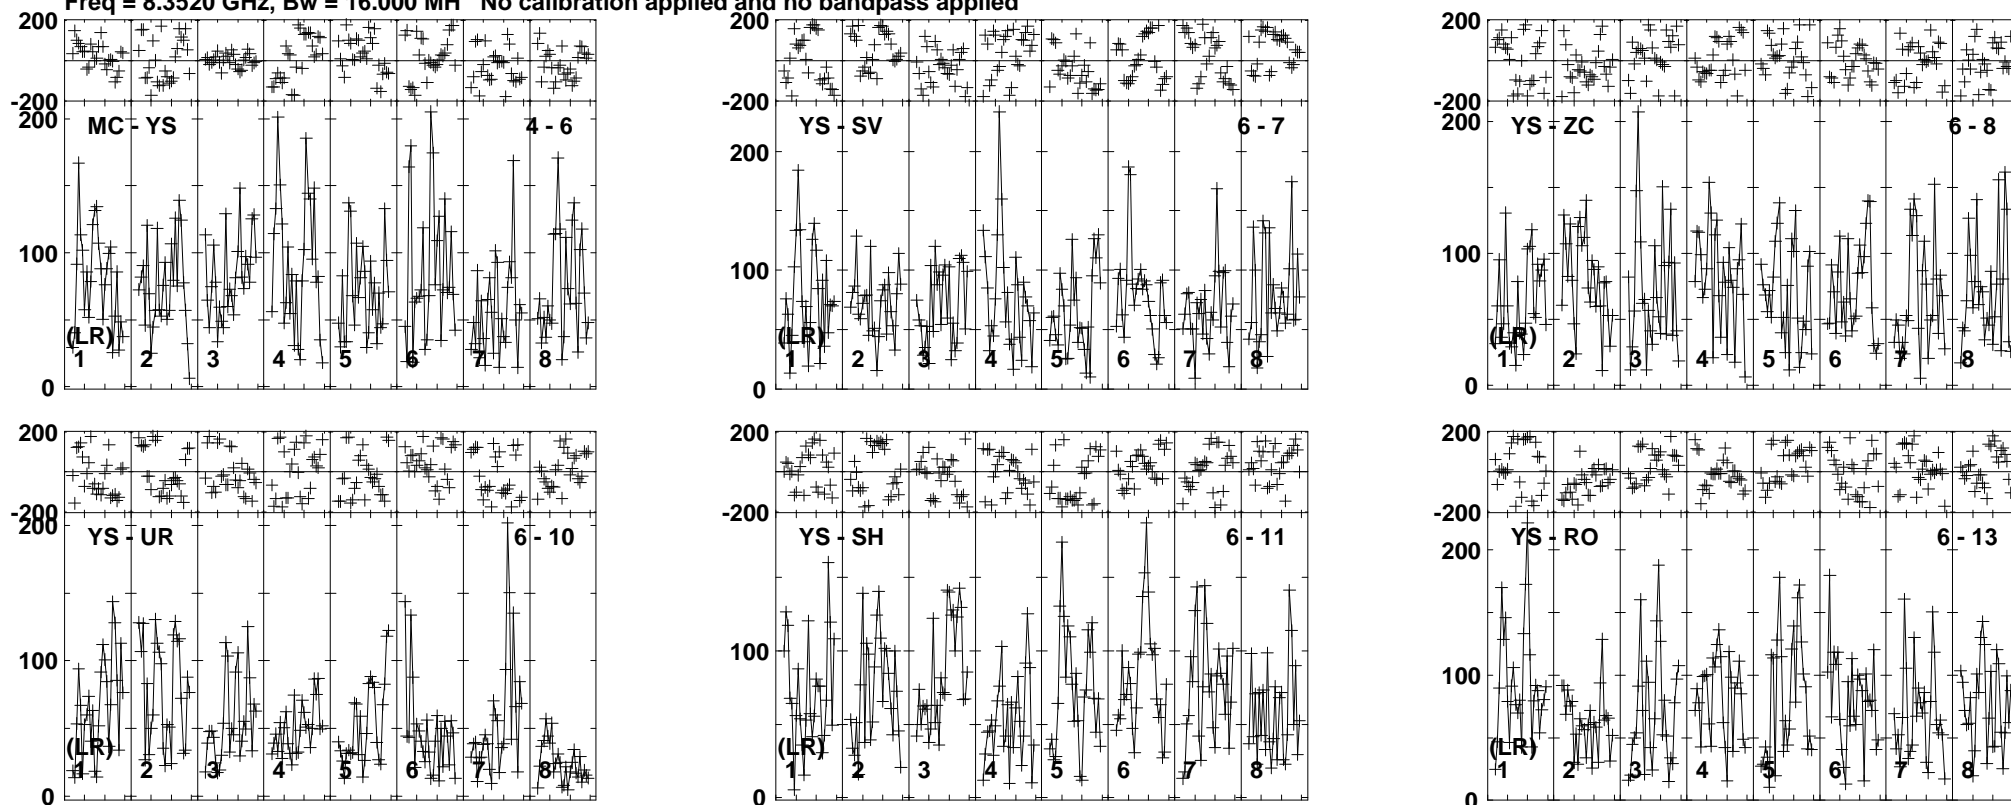 Freq = 8.3520 GHz, Bw = 16.000 MH No calibration applied and no bandpass applied
200
-200
200
100
0
MC - YS
4 - 6
(LR)
1 2 3 4 5 6 7 8
200
-200
200
100
0
YS - SV
6 - 7
(LR)
1 2 3 4 5 6 7 8
200
-200
200
100
0
YS - ZC
6 - 8
(LR)
1 2 3 4 5 6 7 8
200
-200
200
100
0
YS - UR
6 - 10
(LR)
1 2 3 4 5 6 7 8
200
-200
100
0
YS - SH
6 - 11
(LR)
1 2 3 4 5 6 7 8
200
-200
200
100
0
YS - RO
6 - 13
(LR)
1 2 3 4 5 6 7 8